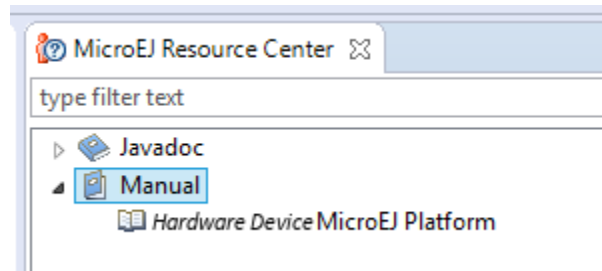 MicroEJ Resource Center
type filter text
Javadoc
Manual
Hardware Device MicroEJ Platform